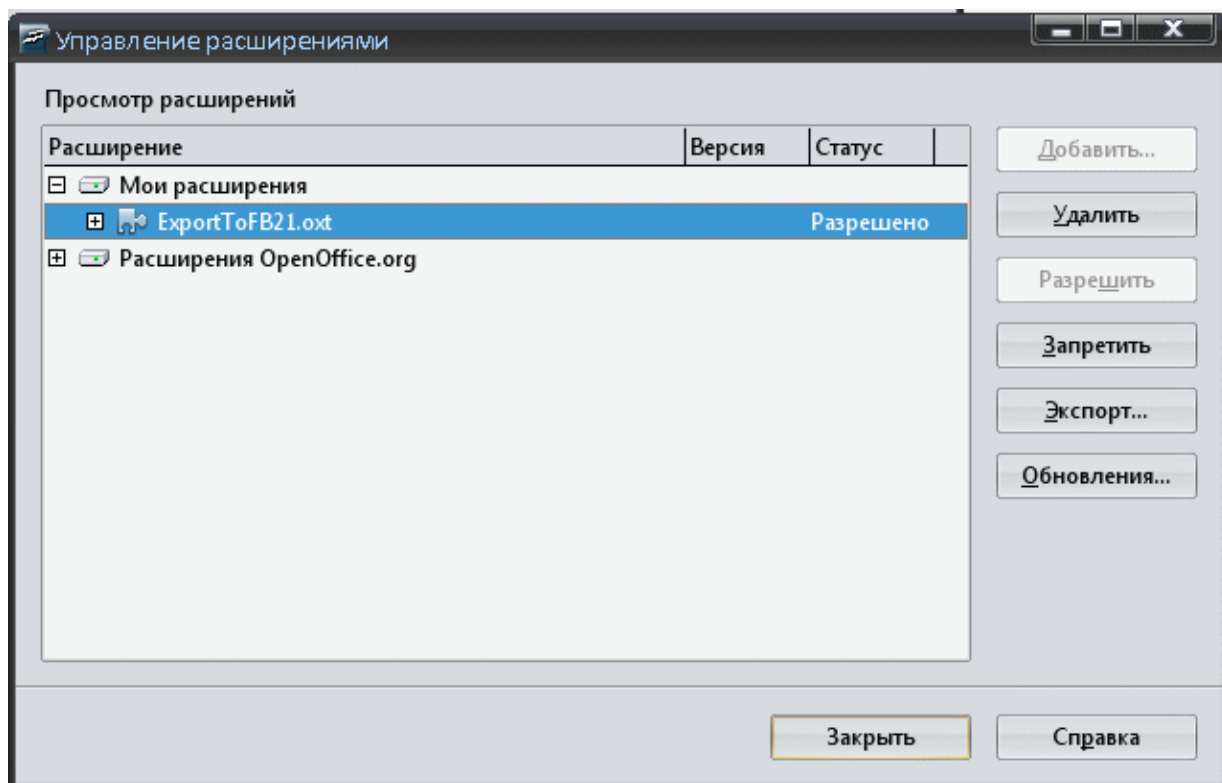 Управление расширениями
Просмотр расширений
Расширение Версия Статус
Добавить...
Мои расширения
ExportToFB21.oxt Разрешено
Удалить
Расширения OpenOffice.org
Разрешить
Запретить
Экспорт...
Обновления...
Закрыть Справка